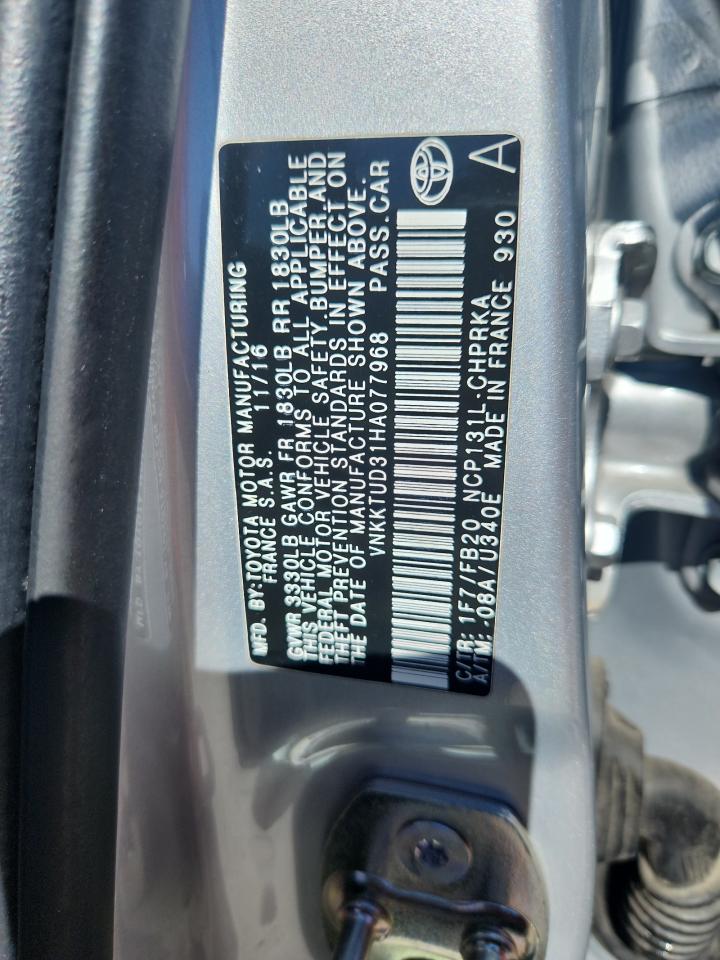 MFD. BY: TOYOTA MOTOR MANUFACTURING
FRANCE S.A.S. 11/16
GVWR 3330LB GAWR FR 1830LB RR 1830LB
THIS VEHICLE CONFORMS TO ALL APPLICABLE
FEDERAL MOTOR VEHICLE SAFETY, BUMPER, AND
THEFT PREVENTION STANDARDS IN EFFECT ON
THE DATE OF MANUFACTURE SHOWN ABOVE.
VNKKTUD31HA077968 PASS.CAR
C/TR: 1F7/FB20 NCP131L-CHPRKA
A/TM: -08A/U340E MADE IN FRANCE 930
A